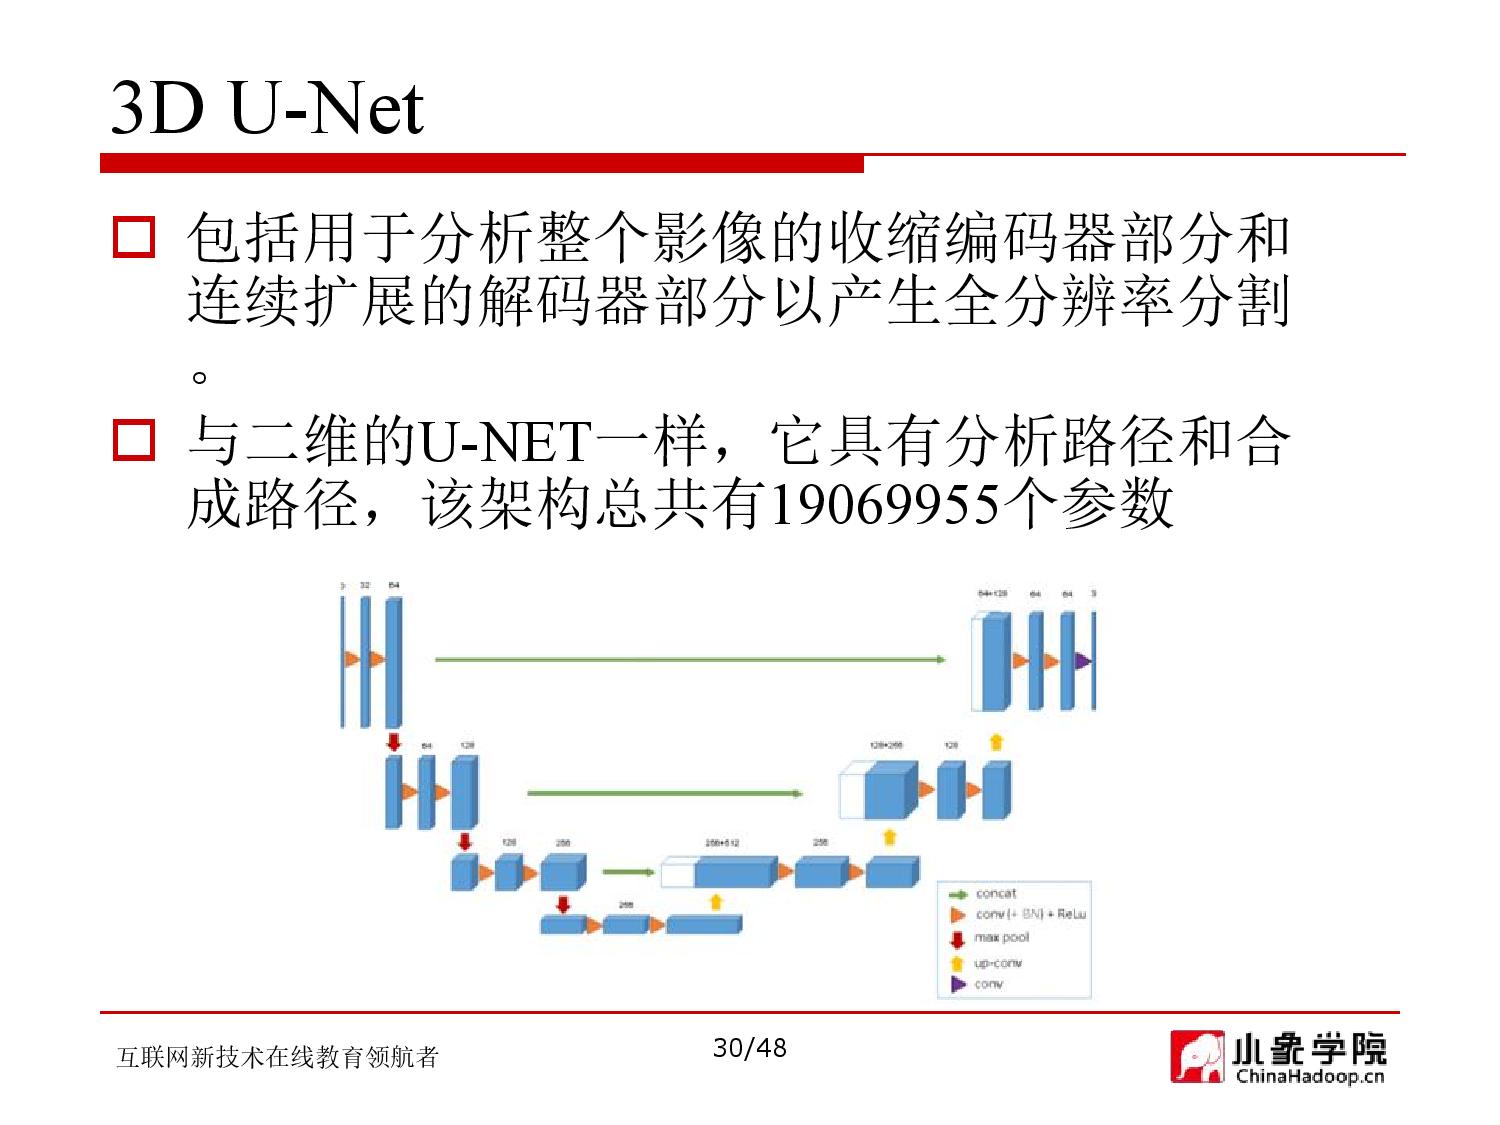 3D U-Net
包括用于分析整个影像的收缩编码器部分和
连续扩展的解码器部分以产生全分辨率分割
。
与二维的U-NET一样，它具有分析路径和合
成路径，该架构总共有19069955个参数
3 32 64
64+128 64 64 3
64 128
128+256 128
128 256
256+512 256
256
concat
conv (+ BN) + ReLu
max pool
up-conv
conv
互联网新技术在线教育领航者
30/48
小象学院
ChinaHadoop.cn